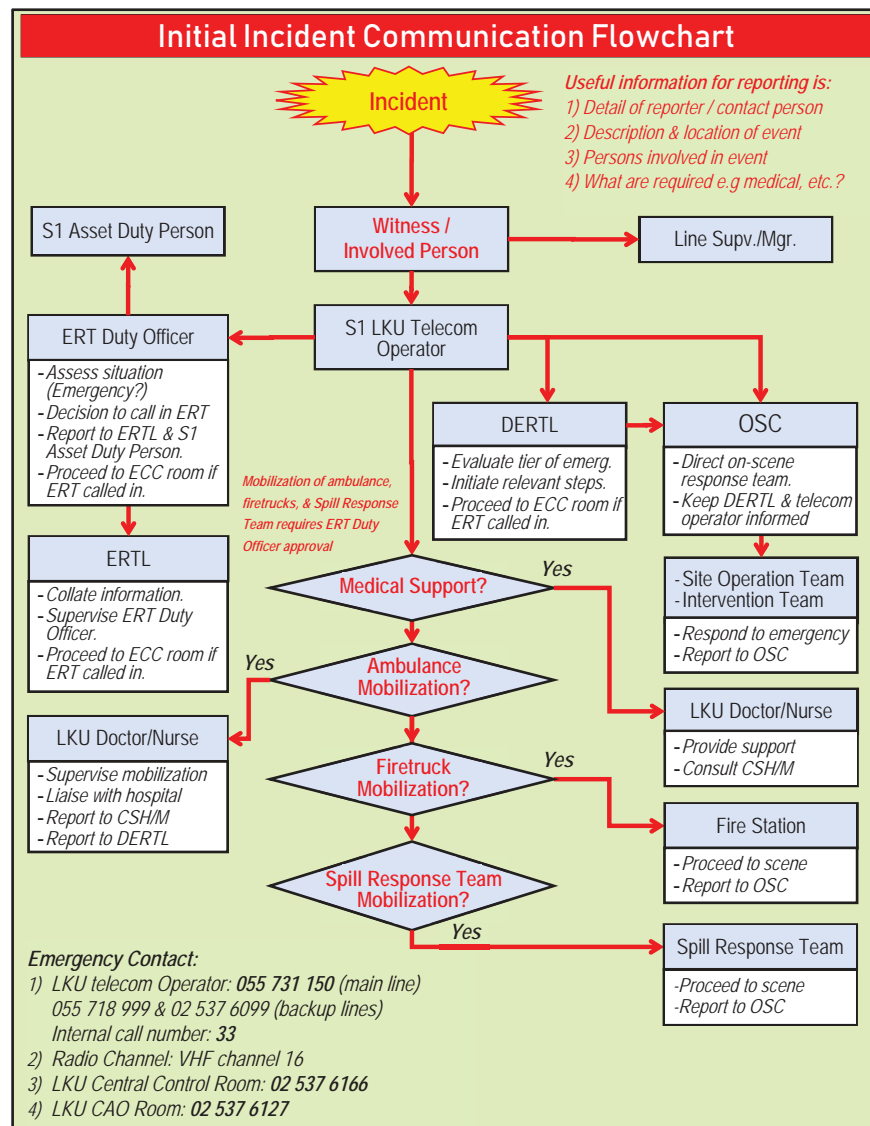 Initial Incident Communication Flowchart
Incident
Useful information for reporting is:
1) Detail of reporter / contact person
2) Description & location of event
3) Persons involved in event
4) What are required e.g medical, etc.?
Witness /
Involved Person
Line Supv./Mgr.
S1 Asset Duty Person
S1 LKU Telecom
Operator
ERT Duty Officer
- Assess situation
(Emergency?)
- Decision to call in ERT
- Report to ERTL & S1
Asset Duty Person.
- Proceed to ECC room if
ERT called in.
DERTL
- Evaluate tier of emerg.
- Initiate relevant steps.
- Proceed to ECC room if
ERT called in.
OSC
- Direct on-scene
response team.
- Keep DERTL & telecom
operator informed
Mobilization of ambulance,
firetrucks, & Spill Response
Team requires ERT Duty
Officer approval
ERTL
- Collate information.
- Supervise ERT Duty
Officer.
- Proceed to ECC room if
ERT called in.
Medical Support?
Yes
- Site Operation Team
- Intervention Team
- Respond to emergency
- Report to OSC
Yes
Ambulance
Mobilization?
LKU Doctor/Nurse
- Supervise mobilization
- Liaise with hospital
- Report to CSH/M
- Report to DERTL
LKU Doctor/Nurse
- Provide support
- Consult CSH/M
Firetruck
Mobilization?
Yes
Fire Station
- Proceed to scene
- Report to OSC
Spill Response Team
Mobilization?
Yes
Spill Response Team
-Proceed to scene
-Report to OSC
Emergency Contact:
1) LKU telecom Operator: 055 731 150 (main line)
055 718 999 & 02 537 6099 (backup lines)
Internal call number: 33
2) Radio Channel: VHF channel 16
3) LKU Central Control Room: 02 537 6166
4) LKU CAO Room: 02 537 6127